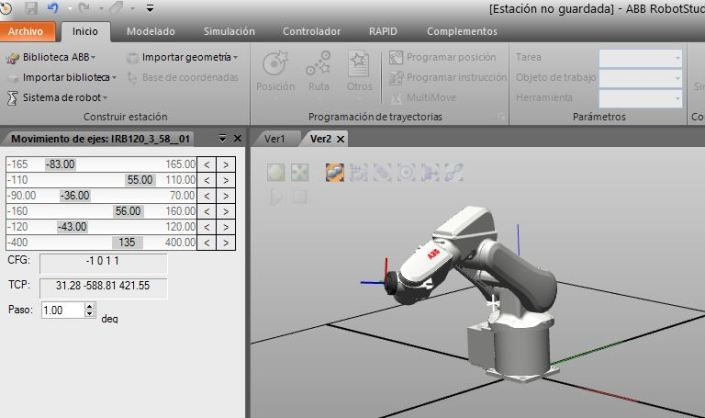 [Estación no guardada] - ABB RobotStud
Archivo Inicio Modelado Simulación Controlador RAPID Complementos
Biblioteca ABB Importar geometría Programar posición Tarea
Importar biblioteca Base de coordenadas Posición Ruta Otros Programar instrucción Objeto de trabajo
Sistema de robot MultiMove Herramienta
Construir estación Programación de trayectorias Parámetros Co
Movimiento de ejes: IRB120_3_58__01 Ver1 Ver2 X
-165 -83.00 165.00 < >
-110 55.00 110.00 < >
-90.00 -36.00 70.00 < >
-160 56.00 160.00 < >
-120 -43.00 120.00 < >
-400 135 400.00 < >
CFG: -1 0 1 1
TCP: 31.28 -588.81 421.55
Paso: 1.00 deg
ABB